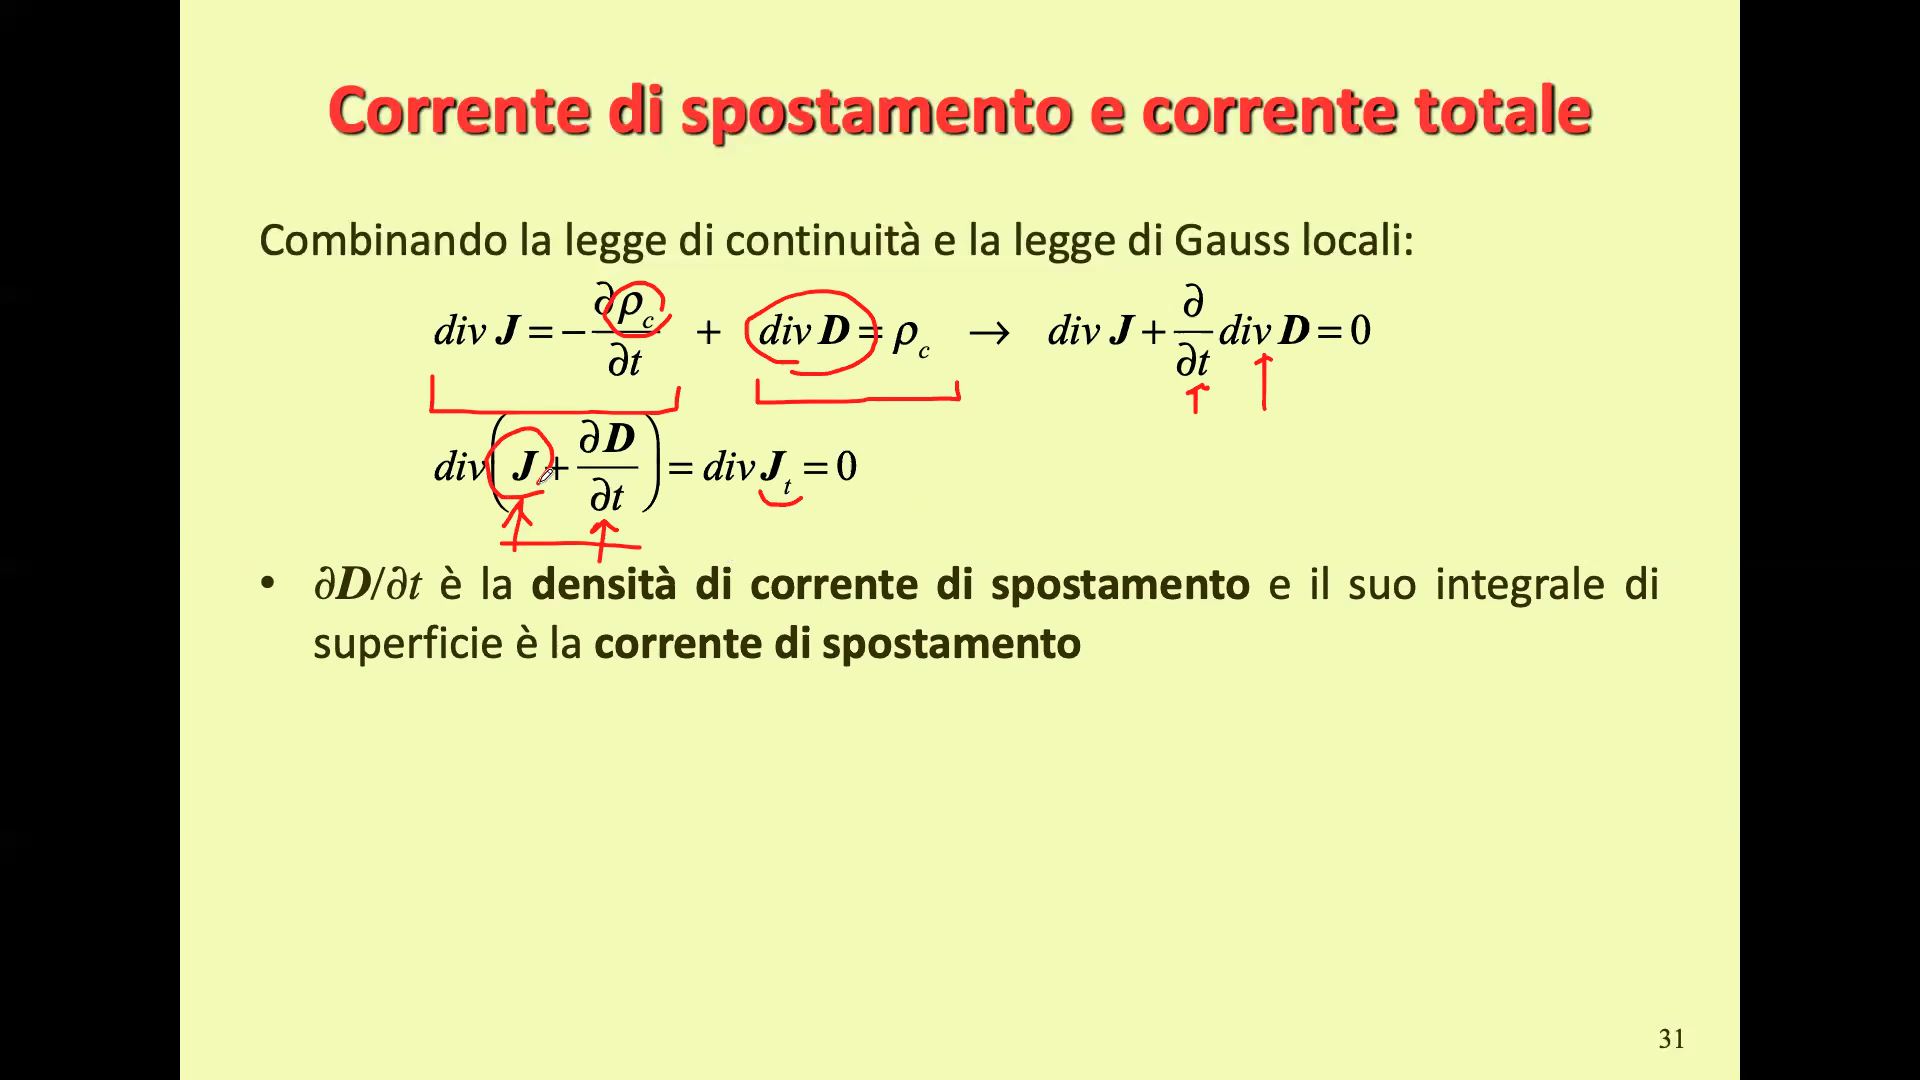 Corrente di spostamento e corrente totale
Combinando la legge di continuità e la legge di Gauss locali:
div J = − ∂ρc/∂t + div D = ρc → div J + ∂/∂t div D = 0
div(J + ∂D/∂t) = div Jt = 0
• ∂D/∂t è la densità di corrente di spostamento e il suo integrale di
superficie è la corrente di spostamento
31